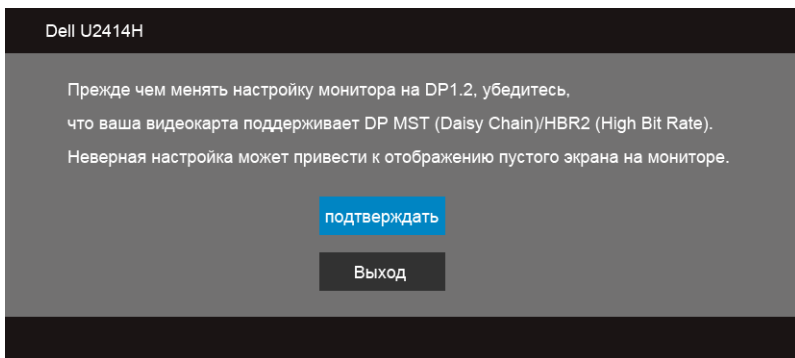 Dell U2414H
Прежде чем менять настройку монитора на DP1.2, убедитесь,
что ваша видеокарта поддерживает DP MST (Daisy Chain)/HBR2 (High Bit Rate).
Неверная настройка может привести к отображению пустого экрана на мониторе.
подтверждать
Выход